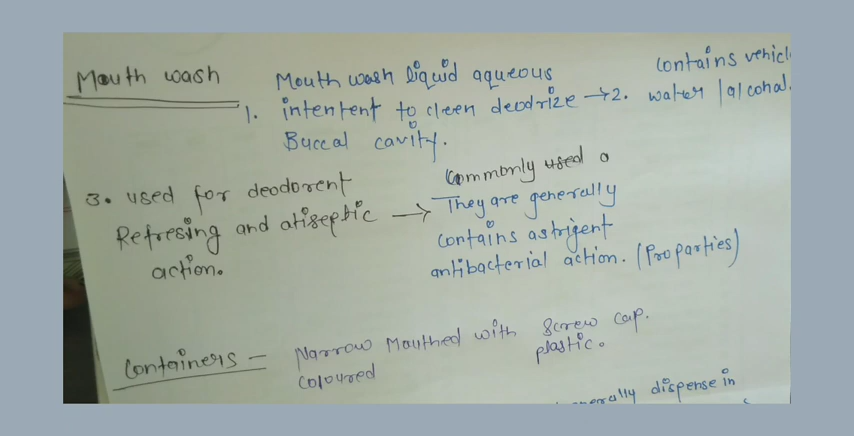 Mouth wash
Mouth wash liquid aqueous
1. intentent to cleen deodrize → 2.
Buccal cavity.
contains vehicl
water / alcohal.
3. used for deodorent
Refresing and atiseptic →
action.
Commonly used a
They are generally
contains astrigent
antibacterial action. (Proparties)
Containers - Narrow Mouthed with screw cap.
coloured plastic.
nerally dispense in